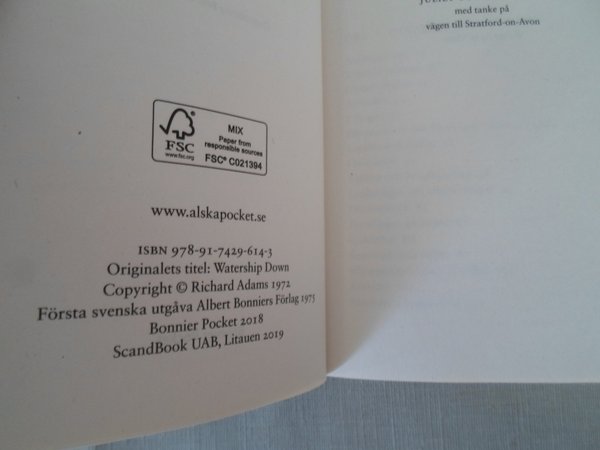 FSC
www.fsc.org
MIX
Paper from
responsible sources
FSC® C021394
www.alskapocket.se
ISBN 978-91-7429-614-3
Originalets titel: Watership Down
Copyright © Richard Adams 1972
Första svenska utgåva Albert Bonniers Förlag 1975
Bonnier Pocket 2018
ScandBook UAB, Litauen 2019
med tanke på
vägen till Stratford-on-Avon